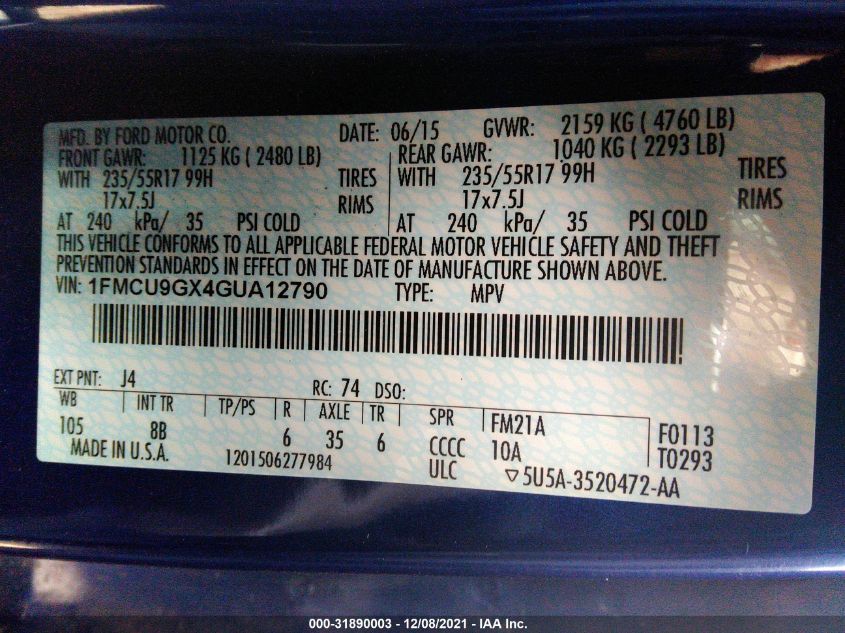 MFD. BY FORD MOTOR CO. DATE: 06/15 GVWR: 2159 KG ( 4760 LB)
FRONT GAWR: 1125 KG ( 2480 LB) REAR GAWR: 1040 KG ( 2293 LB)
WITH 235/55R17 99H TIRES WITH 235/55R17 99H TIRES
17x7.5J RIMS 17x7.5J RIMS
AT 240 kPa/ 35 PSI COLD AT 240 kPa/ 35 PSI COLD
THIS VEHICLE CONFORMS TO ALL APPLICABLE FEDERAL MOTOR VEHICLE SAFETY AND THEFT
PREVENTION STANDARDS IN EFFECT ON THE DATE OF MANUFACTURE SHOWN ABOVE.
VIN: 1FMCU9GX4GUA12790 TYPE: MPV
EXT PNT: J4 RC: 74 DSO:
WB INT TR TP/PS R AXLE TR SPR FM21A F0113
105 8B 6 35 6 CCCC 10A T0293
MADE IN U.S.A. 1201506277984 ULC ▽5U5A-3520472-AA
000-31890003 - 12/08/2021 - IAA Inc.